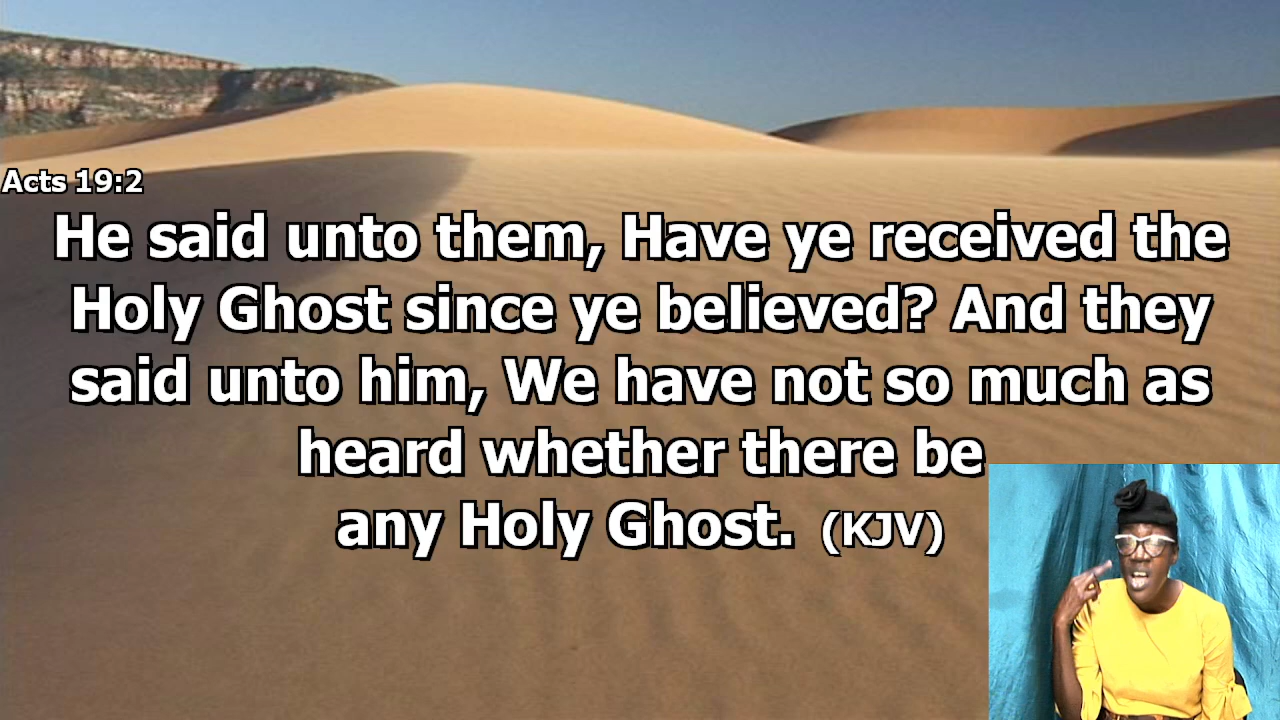 Acts 19:2
He said unto them, Have ye received the
Holy Ghost since ye believed? And they
said unto him, We have not so much as
heard whether there be
any Holy Ghost. (KJV)